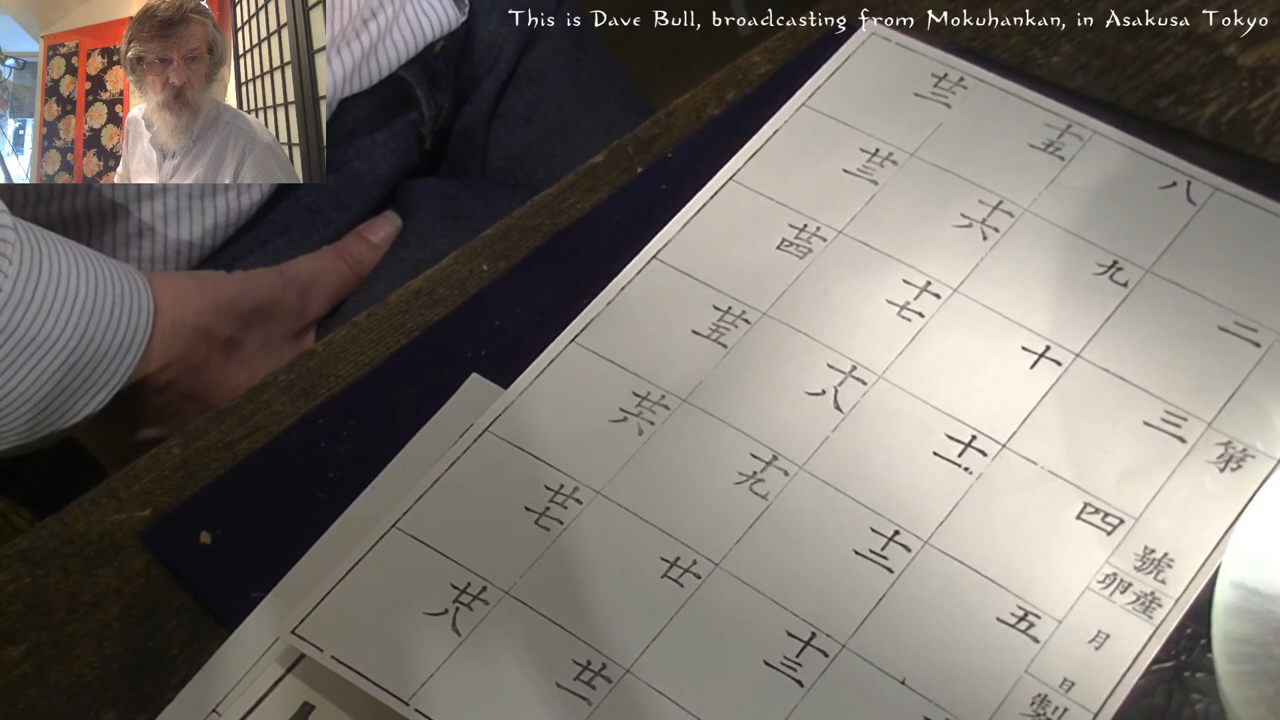 This is Dave Bull, broadcasting from Mokuhankan, in Asakusa Tokyo
第 號
産卵
月 日
製
二
三
四
五
八
九
十
十一
十二
十三
十五
十六
十七
十八
十九
廿
廿一
廿二
廿三
廿四
廿五
廿六
廿七
廿八